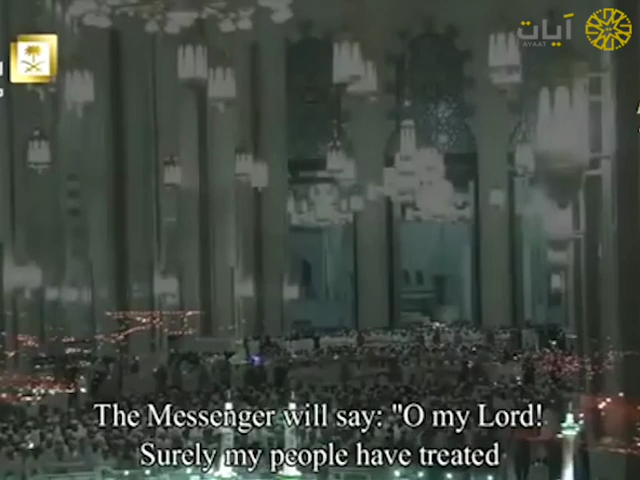 آيات
AYAAT
The Messenger will say: "O my Lord!
Surely my people have treated